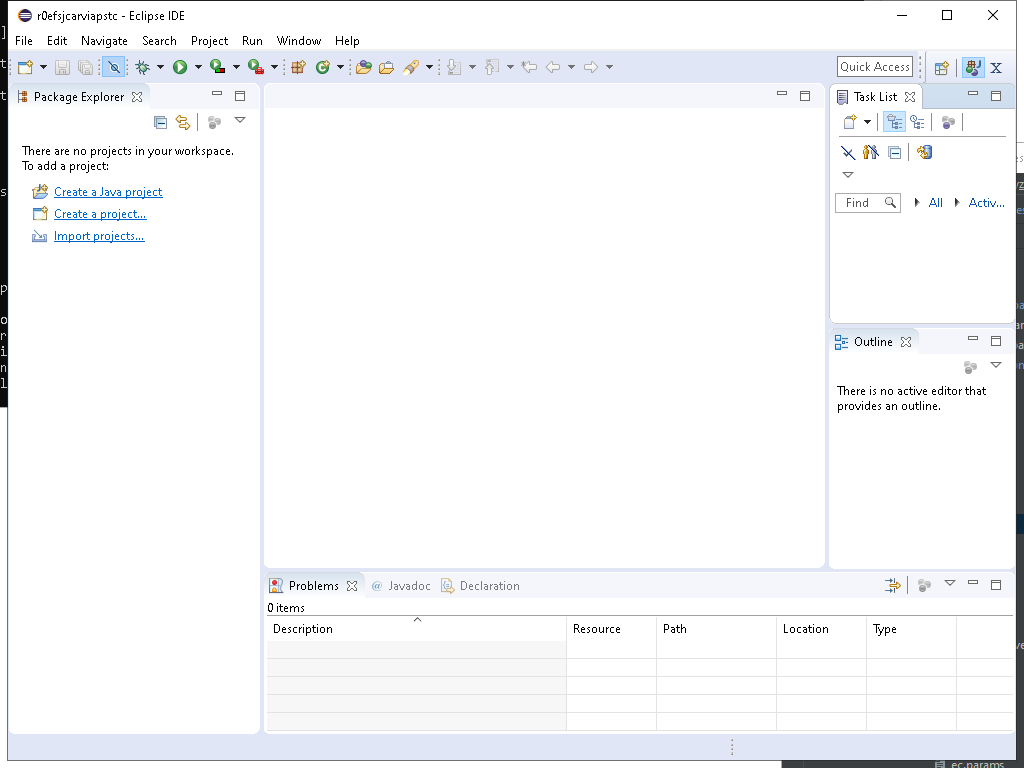 r0efsjcarviapstc - Eclipse IDE
File Edit Navigate Search Project Run Window Help
Quick Access
Package Explorer
There are no projects in your workspace.
To add a project:
Create a Java project
Create a project...
Import projects...
Task List
Find All Activ...
Outline
There is no active editor that
provides an outline.
Problems @ Javadoc Declaration
0 items
Description Resource Path Location Type
ec.params